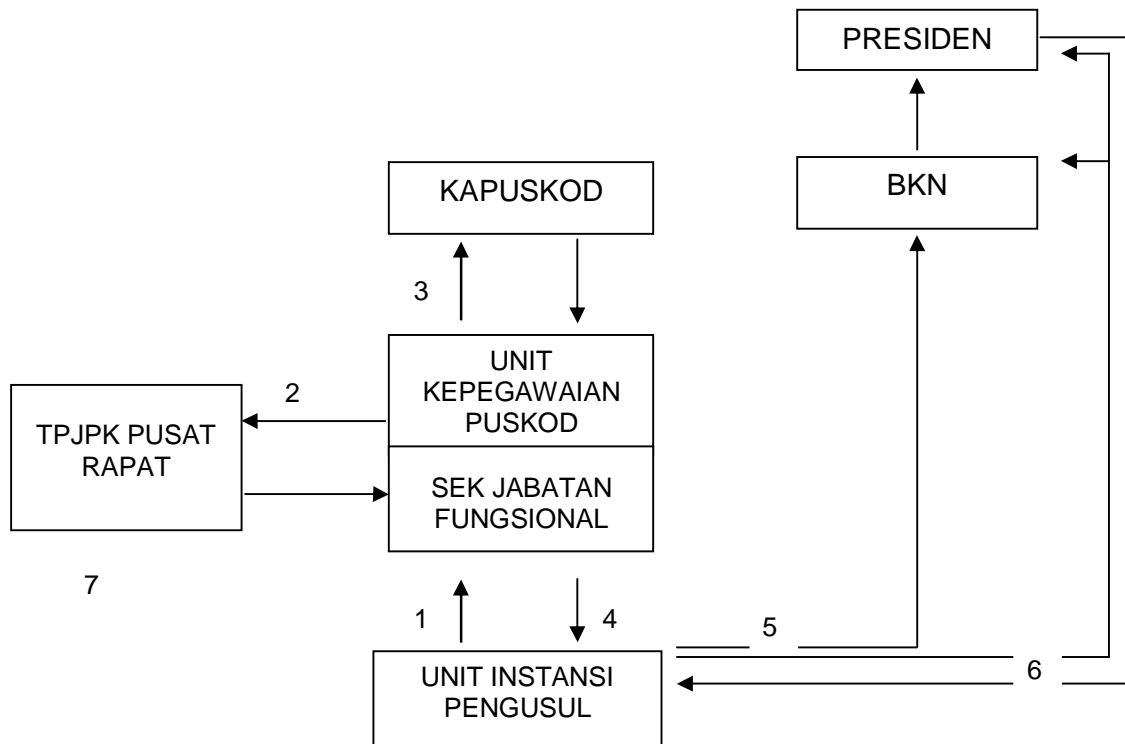 PRESIDEN
BKN
KAPUSKOD
3
UNIT
KEPEGAWAIAN
PUSKOD
2
TPJPK PUSAT
RAPAT
SEK JABATAN
FUNGSIONAL
7
1
4
5
6
UNIT INSTANSI
PENGUSUL